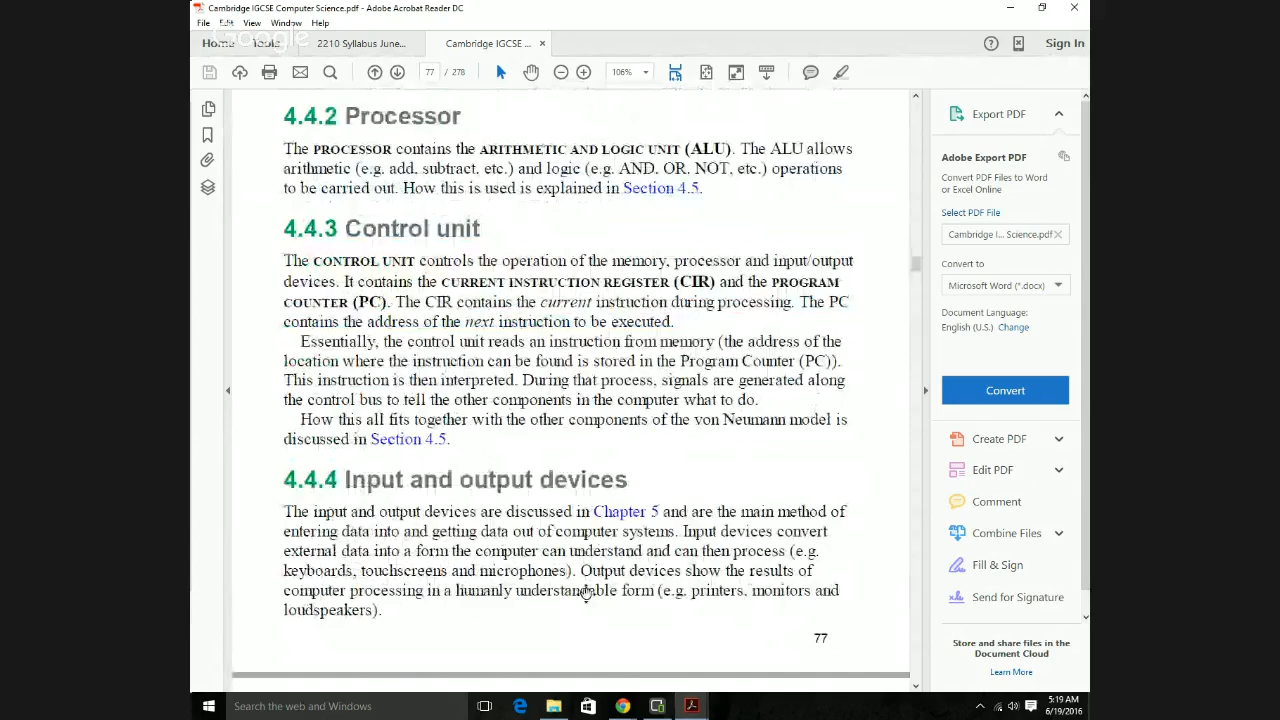 Cambridge IGCSE Computer Science.pdf - Adobe Acrobat Reader DC
File Edit View Window Help
Google
Home Tools 2210 Syllabus June... Cambridge IGCSE ... × Sign In
77 / 278 106%
4.4.2 Processor
The PROCESSOR contains the ARITHMETIC AND LOGIC UNIT (ALU). The ALU allows
arithmetic (e.g. add, subtract, etc.) and logic (e.g. AND, OR, NOT, etc.) operations
to be carried out. How this is used is explained in Section 4.5.
4.4.3 Control unit
The CONTROL UNIT controls the operation of the memory, processor and input/output
devices. It contains the CURRENT INSTRUCTION REGISTER (CIR) and the PROGRAM
COUNTER (PC). The CIR contains the current instruction during processing. The PC
contains the address of the next instruction to be executed.
Essentially, the control unit reads an instruction from memory (the address of the
location where the instruction can be found is stored in the Program Counter (PC)).
This instruction is then interpreted. During that process, signals are generated along
the control bus to tell the other components in the computer what to do.
How this all fits together with the other components of the von Neumann model is
discussed in Section 4.5.
4.4.4 Input and output devices
The input and output devices are discussed in Chapter 5 and are the main method of
entering data into and getting data out of computer systems. Input devices convert
external data into a form the computer can understand and can then process (e.g.
keyboards, touchscreens and microphones). Output devices show the results of
computer processing in a humanly understandable form (e.g. printers, monitors and
loudspeakers).
77
Export PDF
Adobe Export PDF
Convert PDF Files to Word
or Excel Online
Select PDF File
Cambridge I... Science.pdf ×
Convert to
Microsoft Word (*.docx)
Document Language:
English (U.S.) Change
Convert
Create PDF
Edit PDF
Comment
Combine Files
Fill & Sign
Send for Signature
Store and share files in the
Document Cloud
Learn More
Search the web and Windows
5:19 AM
6/19/2016